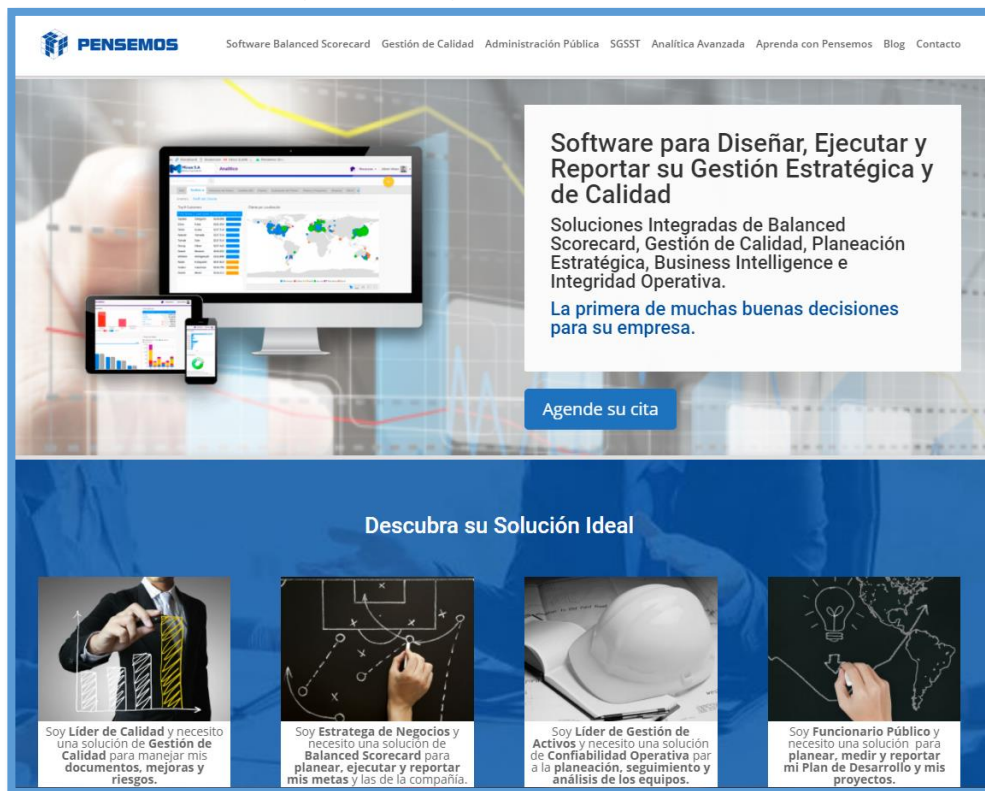 PENSEMOS
Software Balanced Scorecard Gestión de Calidad Administración Pública SGSST Analítica Avanzada Aprenda con Pensemos Blog Contacto
Analítica
Software para Diseñar, Ejecutar y
Reportar su Gestión Estratégica y
de Calidad
Soluciones Integradas de Balanced
Scorecard, Gestión de Calidad, Planeación
Estratégica, Business Intelligence e
Integridad Operativa.
La primera de muchas buenas decisiones
para su empresa.
Agende su cita
Descubra su Solución Ideal
Soy Líder de Calidad y necesito
una solución de Gestión de
Calidad para manejar mis
documentos, mejoras y
riesgos.
Soy Estratega de Negocios y
necesito una solución de
Balanced Scorecard para
planear, ejecutar y reportar
mis metas y las de la compañía.
Soy Líder de Gestión de
Activos y necesito una solución
de Confiabilidad Operativa par
a la planeación, seguimiento y
análisis de los equipos.
Soy Funcionario Público y
necesito una solución para
planear, medir y reportar
mi Plan de Desarrollo y mis
proyectos.